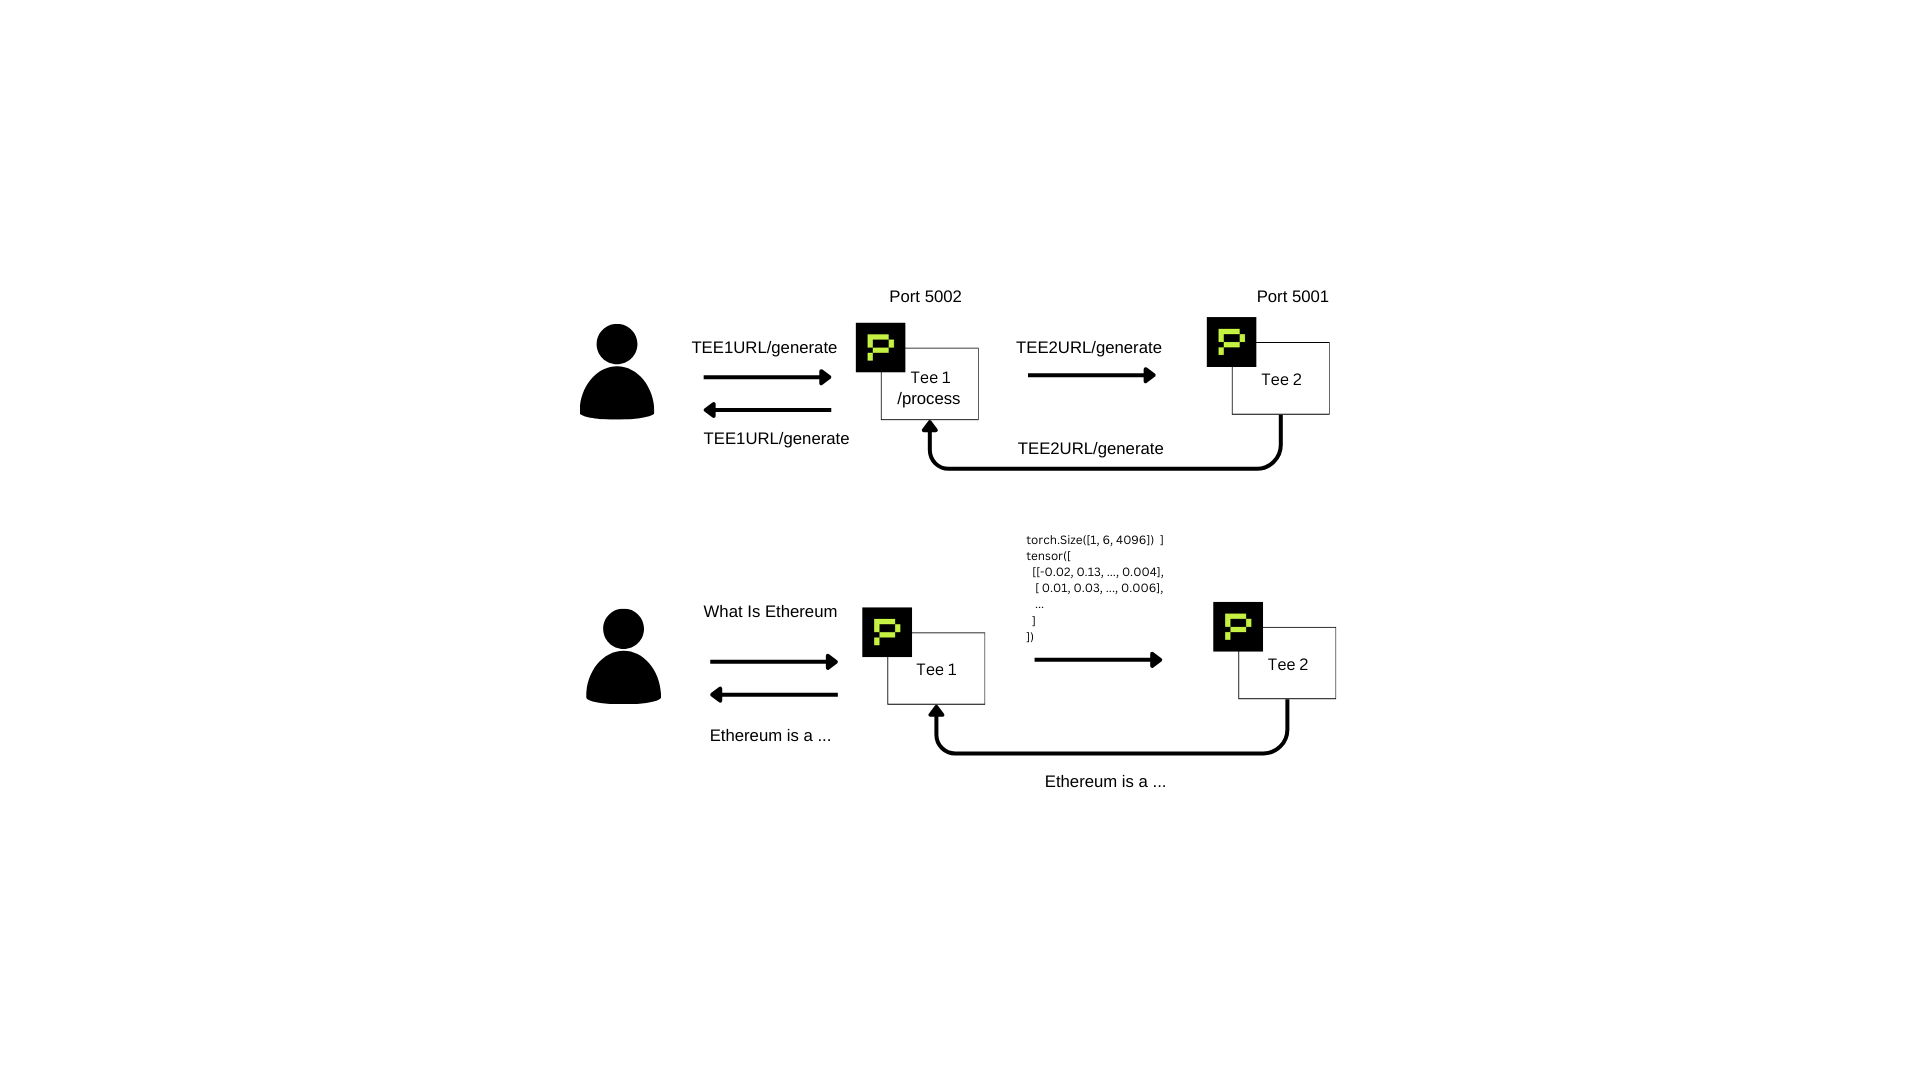 Port 5002
Port 5001
TEE1URL/generate
TEE2URL/generate
Tee 1
/process
Tee 2
TEE1URL/generate
TEE2URL/generate
torch.Size([1, 6, 4096])  ]
tensor([
[[-0.02, 0.13, ..., 0.004],
[ 0.01, 0.03, ..., 0.006],
...
]
])
What Is Ethereum
Tee 1
Tee 2
Ethereum is a ...
Ethereum is a ...